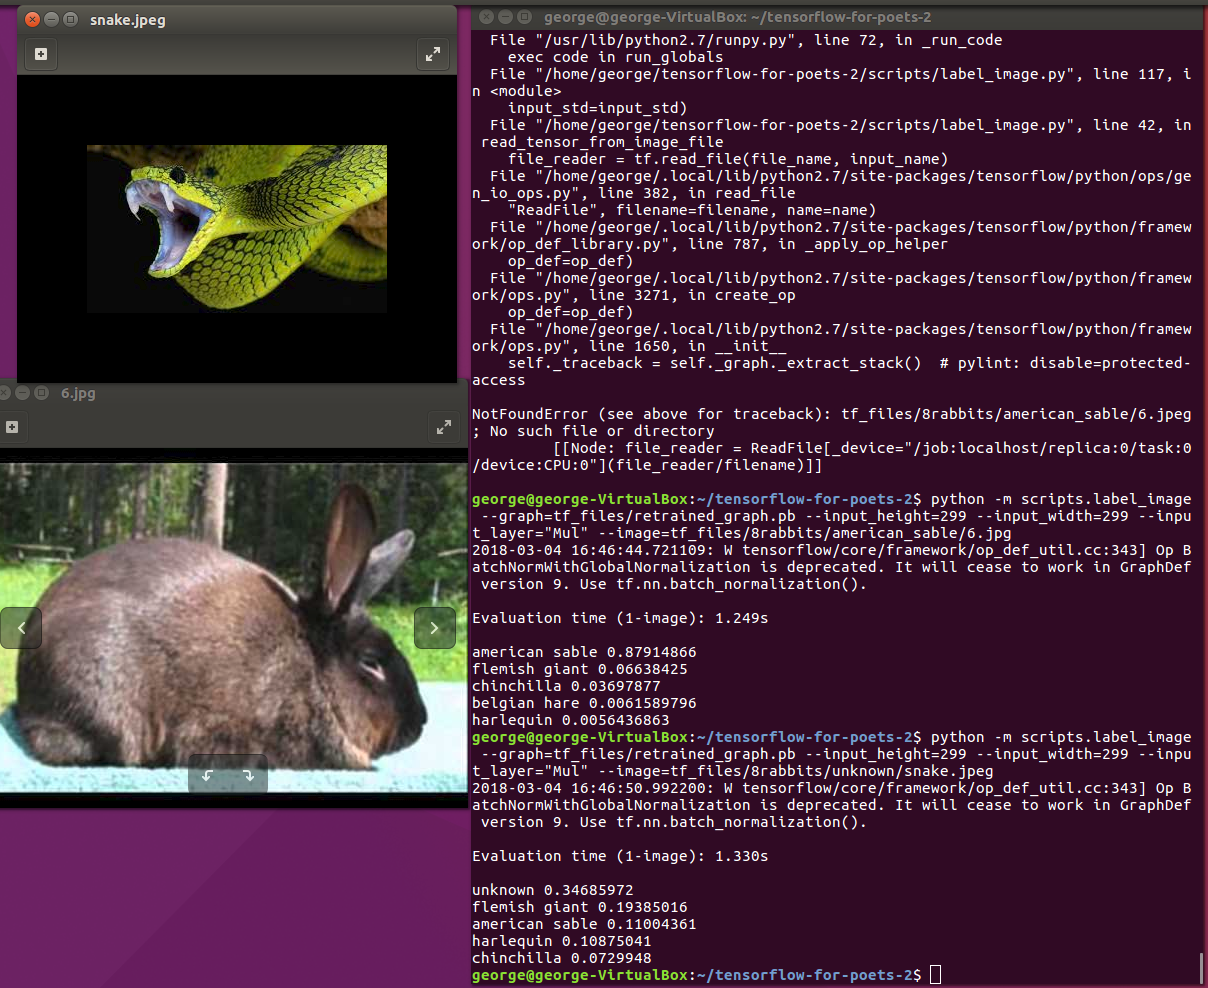 snake.jpeg
6.jpg
george@george-VirtualBox: ~/tensorflow-for-poets-2
File "/usr/lib/python2.7/runpy.py", line 72, in _run_code
exec code in run_globals
File "/home/george/tensorflow-for-poets-2/scripts/label_image.py", line 117, i
n <module>
input_std=input_std)
File "/home/george/tensorflow-for-poets-2/scripts/label_image.py", line 42, in
read_tensor_from_image_file
file_reader = tf.read_file(file_name, input_name)
File "/home/george/.local/lib/python2.7/site-packages/tensorflow/python/ops/ge
n_io_ops.py", line 382, in read_file
"ReadFile", filename=filename, name=name)
File "/home/george/.local/lib/python2.7/site-packages/tensorflow/python/framew
ork/op_def_library.py", line 787, in _apply_op_helper
op_def=op_def)
File "/home/george/.local/lib/python2.7/site-packages/tensorflow/python/framew
ork/ops.py", line 3271, in create_op
op_def=op_def)
File "/home/george/.local/lib/python2.7/site-packages/tensorflow/python/framew
ork/ops.py", line 1650, in __init__
self._traceback = self._graph._extract_stack()  # pylint: disable=protected-
access
NotFoundError (see above for traceback): tf_files/8rabbits/american_sable/6.jpeg
; No such file or directory
[[Node: file_reader = ReadFile[_device="/job:localhost/replica:0/task:0
/device:CPU:0"](file_reader/filename)]]
george@george-VirtualBox:~/tensorflow-for-poets-2$ python -m scripts.label_image
--graph=tf_files/retrained_graph.pb --input_height=299 --input_width=299 --inpu
t_layer="Mul" --image=tf_files/8rabbits/american_sable/6.jpg
2018-03-04 16:46:44.721109: W tensorflow/core/framework/op_def_util.cc:343] Op B
atchNormWithGlobalNormalization is deprecated. It will cease to work in GraphDef
version 9. Use tf.nn.batch_normalization().
Evaluation time (1-image): 1.249s
american sable 0.87914866
flemish giant 0.06638425
chinchilla 0.03697877
belgian hare 0.0061589796
harlequin 0.0056436863
george@george-VirtualBox:~/tensorflow-for-poets-2$ python -m scripts.label_image
--graph=tf_files/retrained_graph.pb --input_height=299 --input_width=299 --inpu
t_layer="Mul" --image=tf_files/8rabbits/unknown/snake.jpeg
2018-03-04 16:46:50.992200: W tensorflow/core/framework/op_def_util.cc:343] Op B
atchNormWithGlobalNormalization is deprecated. It will cease to work in GraphDef
version 9. Use tf.nn.batch_normalization().
Evaluation time (1-image): 1.330s
unknown 0.34685972
flemish giant 0.19385016
american sable 0.11004361
harlequin 0.10875041
chinchilla 0.0729948
george@george-VirtualBox:~/tensorflow-for-poets-2$